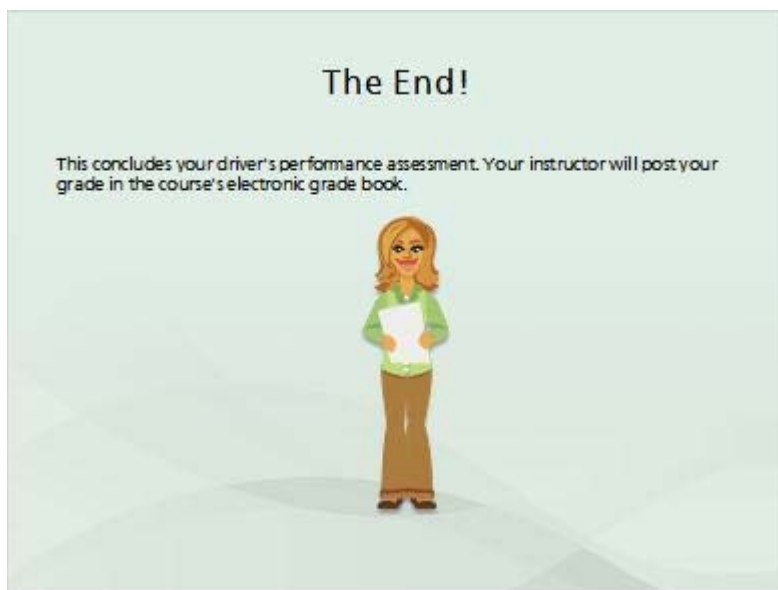 The End!
This concludes your driver's performance assessment. Your instructor will post your
grade in the course's electronic grade book.